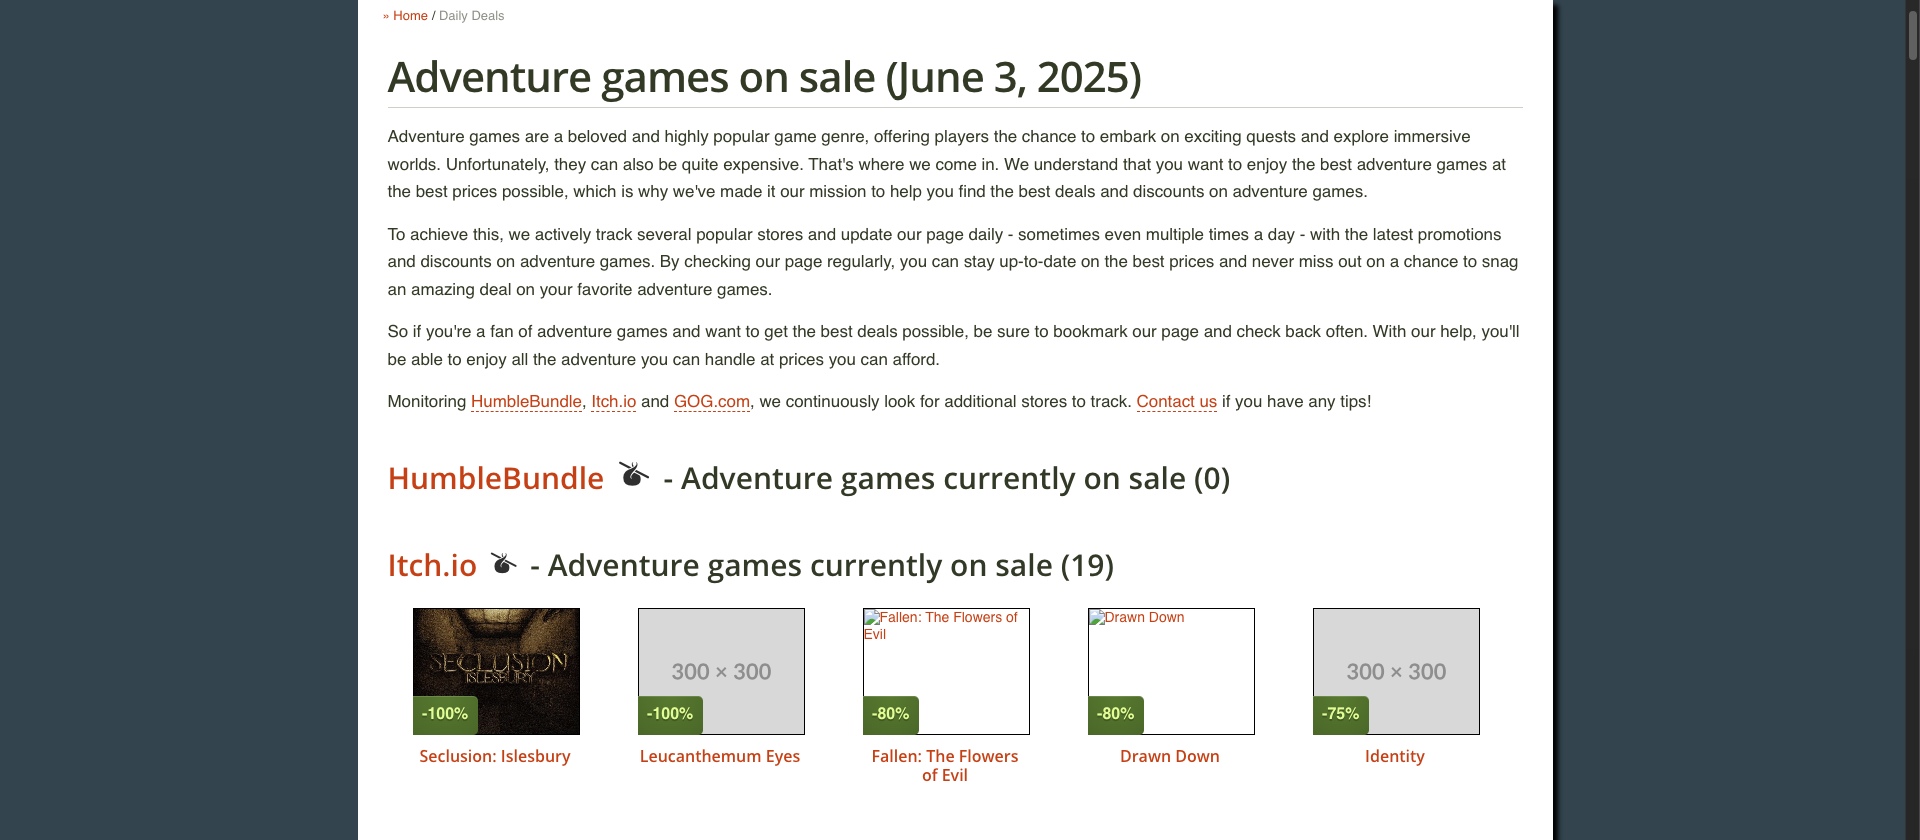 » Home / Daily Deals
Adventure games on sale (June 3, 2025)
Adventure games are a beloved and highly popular game genre, offering players the chance to embark on exciting quests and explore immersive
worlds. Unfortunately, they can also be quite expensive. That's where we come in. We understand that you want to enjoy the best adventure games at
the best prices possible, which is why we've made it our mission to help you find the best deals and discounts on adventure games.
To achieve this, we actively track several popular stores and update our page daily - sometimes even multiple times a day - with the latest promotions
and discounts on adventure games. By checking our page regularly, you can stay up-to-date on the best prices and never miss out on a chance to snag
an amazing deal on your favorite adventure games.
So if you're a fan of adventure games and want to get the best deals possible, be sure to bookmark our page and check back often. With our help, you'll
be able to enjoy all the adventure you can handle at prices you can afford.
Monitoring HumbleBundle, Itch.io and GOG.com, we continuously look for additional stores to track. Contact us if you have any tips!
HumbleBundle - Adventure games currently on sale (0)
Itch.io - Adventure games currently on sale (19)
SECLUSION
ISLESBURY
-100%
Seclusion: Islesbury
300 × 300
-100%
Leucanthemum Eyes
Fallen: The Flowers of
Evil
-80%
Fallen: The Flowers
of Evil
Drawn Down
-80%
Drawn Down
300 × 300
-75%
Identity